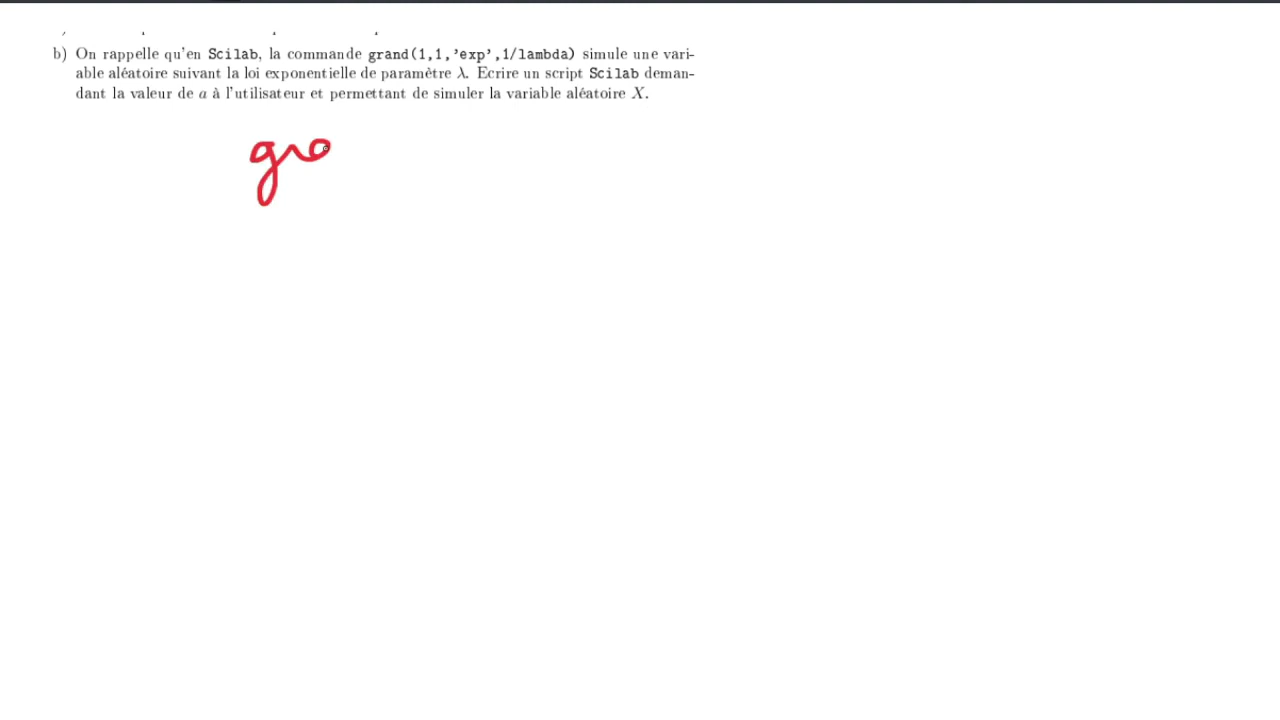 b) On rappelle qu'en Scilab, la commande grand(1,1,’exp’,1/lambda) simule une vari-
able aléatoire suivant la loi exponentielle de paramètre λ. Ecrire un script Scilab deman-
dant la valeur de a à l'utilisateur et permettant de simuler la variable aléatoire X.
gro